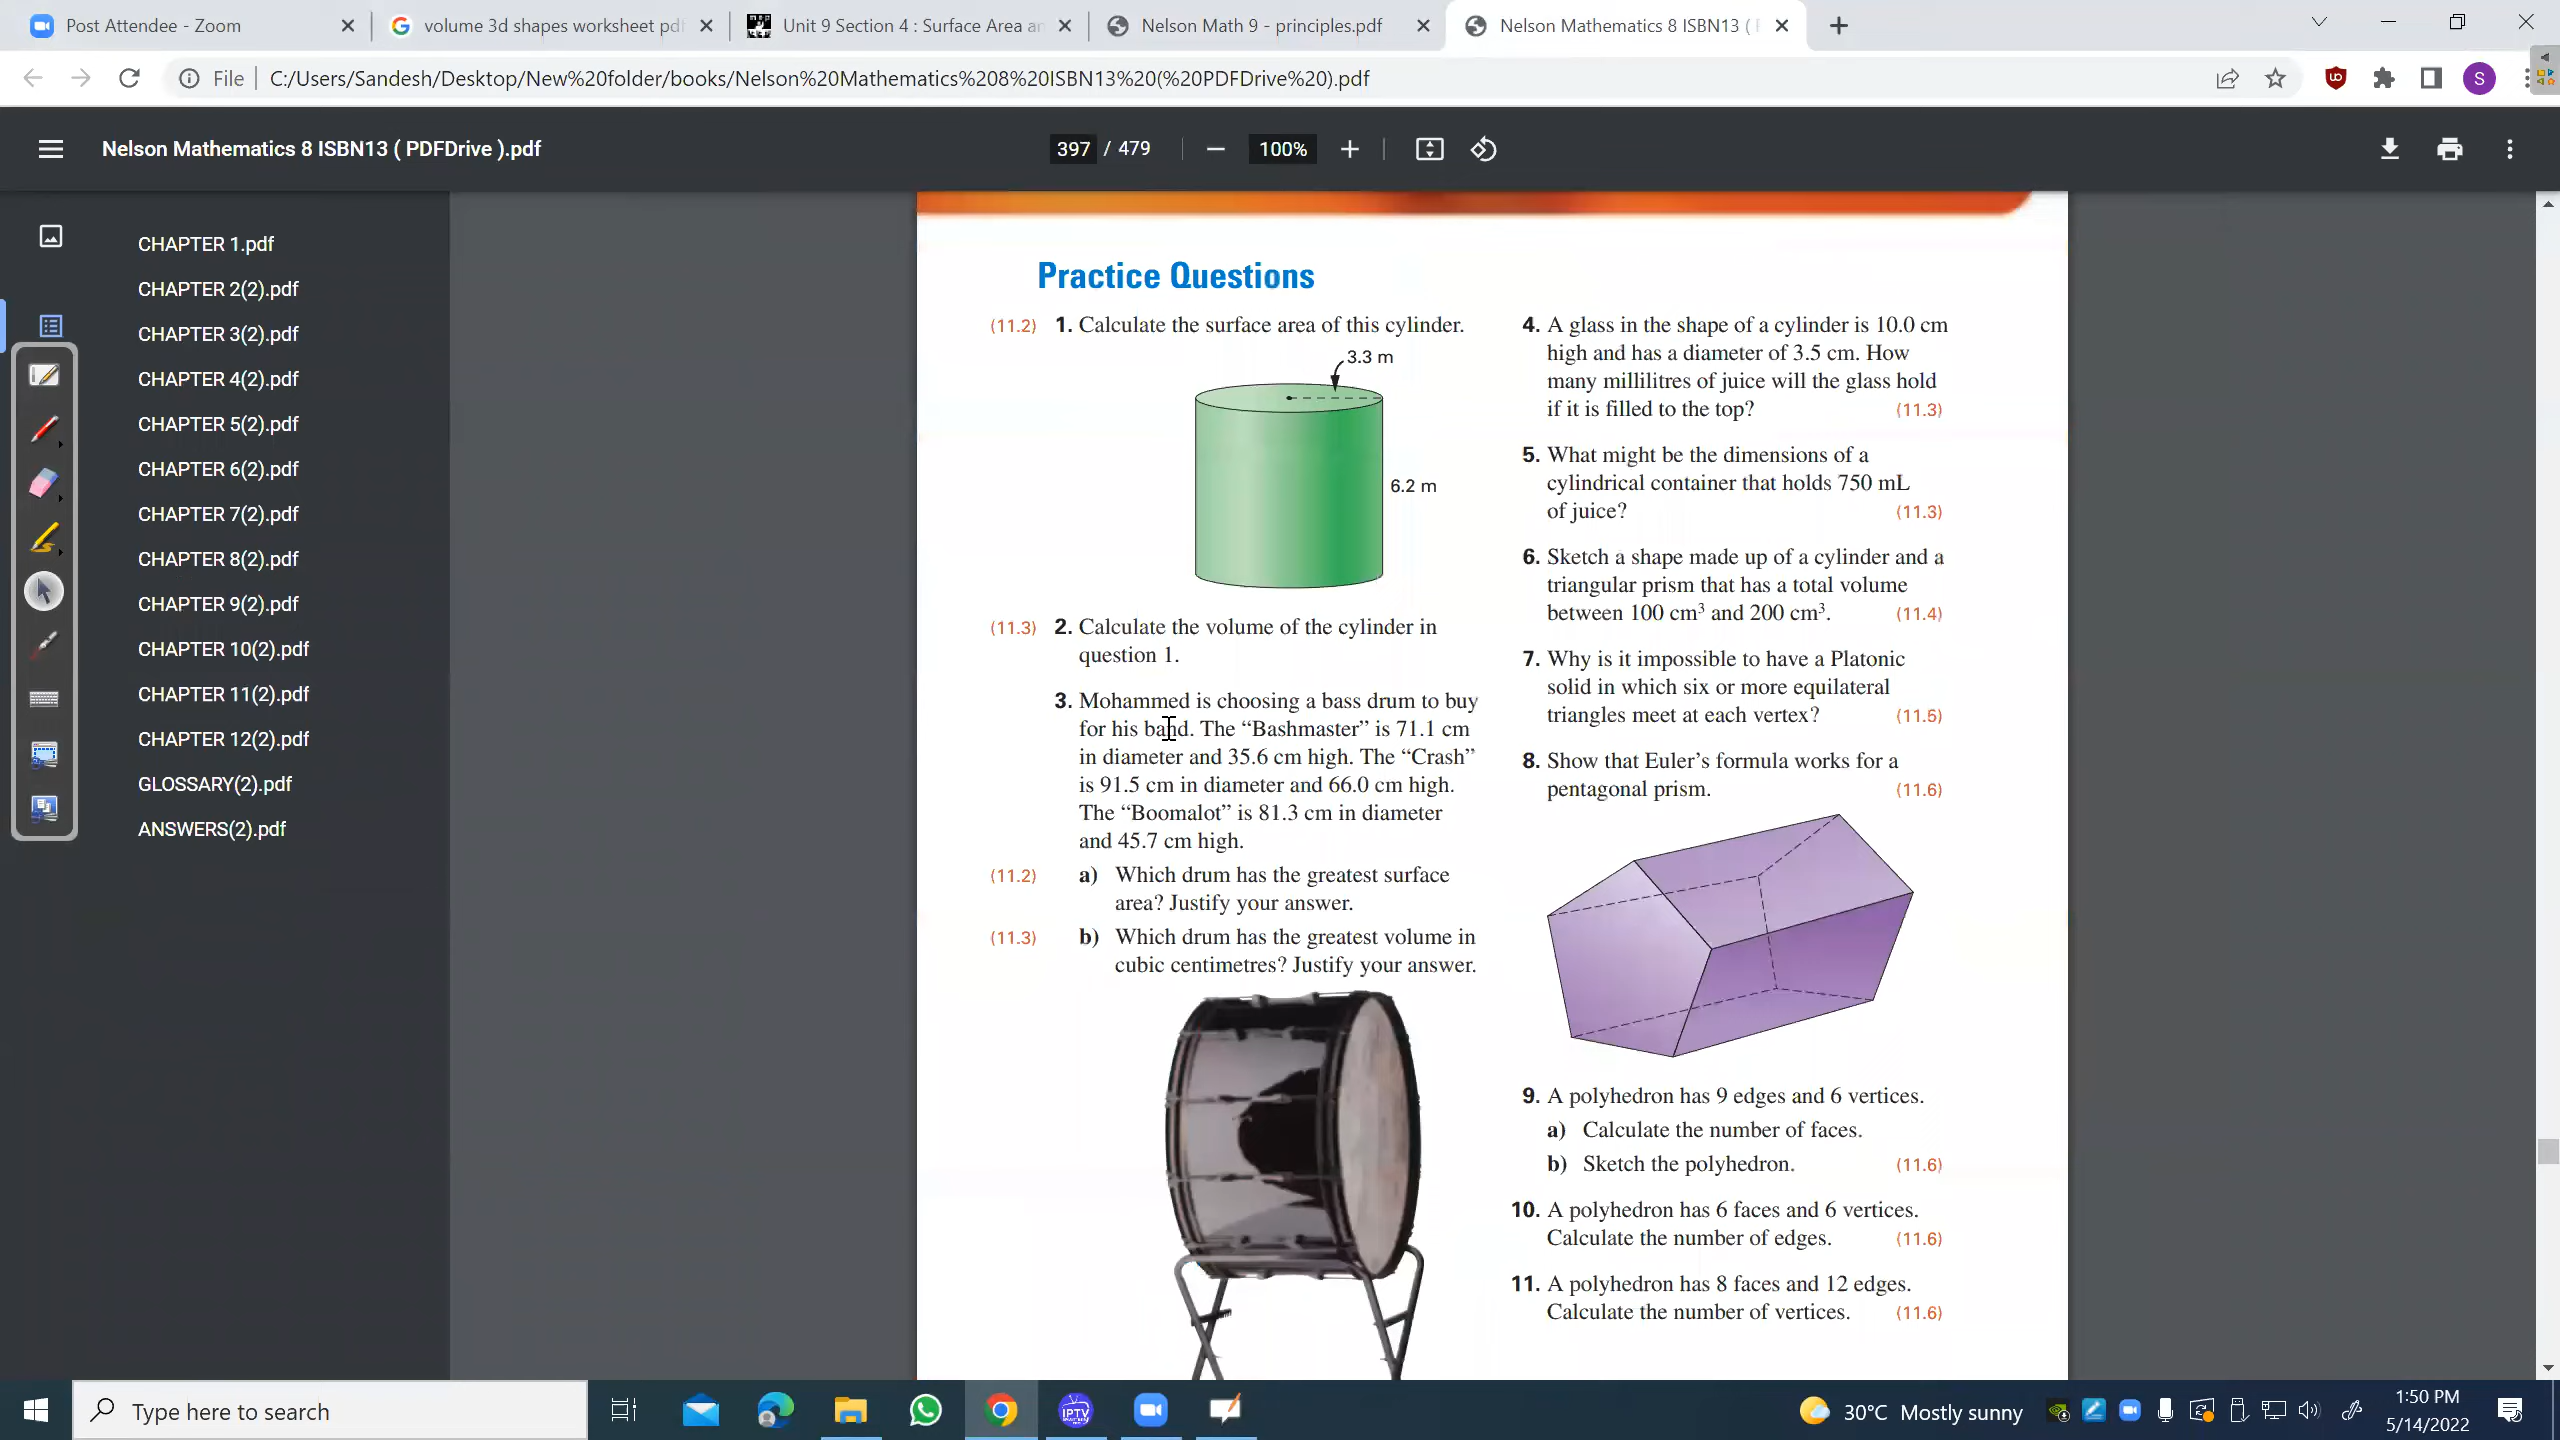 Post Attendee - Zoom
volume 3d shapes worksheet pdf
Unit 9 Section 4 : Surface Area an
Nelson Math 9 - principles.pdf
Nelson Mathematics 8 ISBN13 ( P
File
C:/Users/Sandesh/Desktop/New%20folder/books/Nelson%20Mathematics%208%20ISBN13%20(%20PDFDrive%20).pdf
S
Nelson Mathematics 8 ISBN13 ( PDFDrive ).pdf
397 / 479
100%
CHAPTER 1.pdf
CHAPTER 2(2).pdf
CHAPTER 3(2).pdf
CHAPTER 4(2).pdf
CHAPTER 5(2).pdf
CHAPTER 6(2).pdf
CHAPTER 7(2).pdf
CHAPTER 8(2).pdf
CHAPTER 9(2).pdf
CHAPTER 10(2).pdf
CHAPTER 11(2).pdf
CHAPTER 12(2).pdf
GLOSSARY(2).pdf
ANSWERS(2).pdf
Practice Questions
(11.2) 1. Calculate the surface area of this cylinder.
3.3 m
6.2 m
(11.3) 2. Calculate the volume of the cylinder in
question 1.
3. Mohammed is choosing a bass drum to buy
for his band. The “Bashmaster” is 71.1 cm
in diameter and 35.6 cm high. The “Crash”
is 91.5 cm in diameter and 66.0 cm high.
The “Boomalot” is 81.3 cm in diameter
and 45.7 cm high.
(11.2) a) Which drum has the greatest surface
area? Justify your answer.
(11.3) b) Which drum has the greatest volume in
cubic centimetres? Justify your answer.
4. A glass in the shape of a cylinder is 10.0 cm
high and has a diameter of 3.5 cm. How
many millilitres of juice will the glass hold
if it is filled to the top? (11.3)
5. What might be the dimensions of a
cylindrical container that holds 750 mL
of juice? (11.3)
6. Sketch a shape made up of a cylinder and a
triangular prism that has a total volume
between 100 cm³ and 200 cm³. (11.4)
7. Why is it impossible to have a Platonic
solid in which six or more equilateral
triangles meet at each vertex? (11.5)
8. Show that Euler’s formula works for a
pentagonal prism. (11.6)
9. A polyhedron has 9 edges and 6 vertices.
a) Calculate the number of faces.
b) Sketch the polyhedron. (11.6)
10. A polyhedron has 6 faces and 6 vertices.
Calculate the number of edges. (11.6)
11. A polyhedron has 8 faces and 12 edges.
Calculate the number of vertices. (11.6)
Type here to search
IPTV
30°C Mostly sunny
1:50 PM
5/14/2022